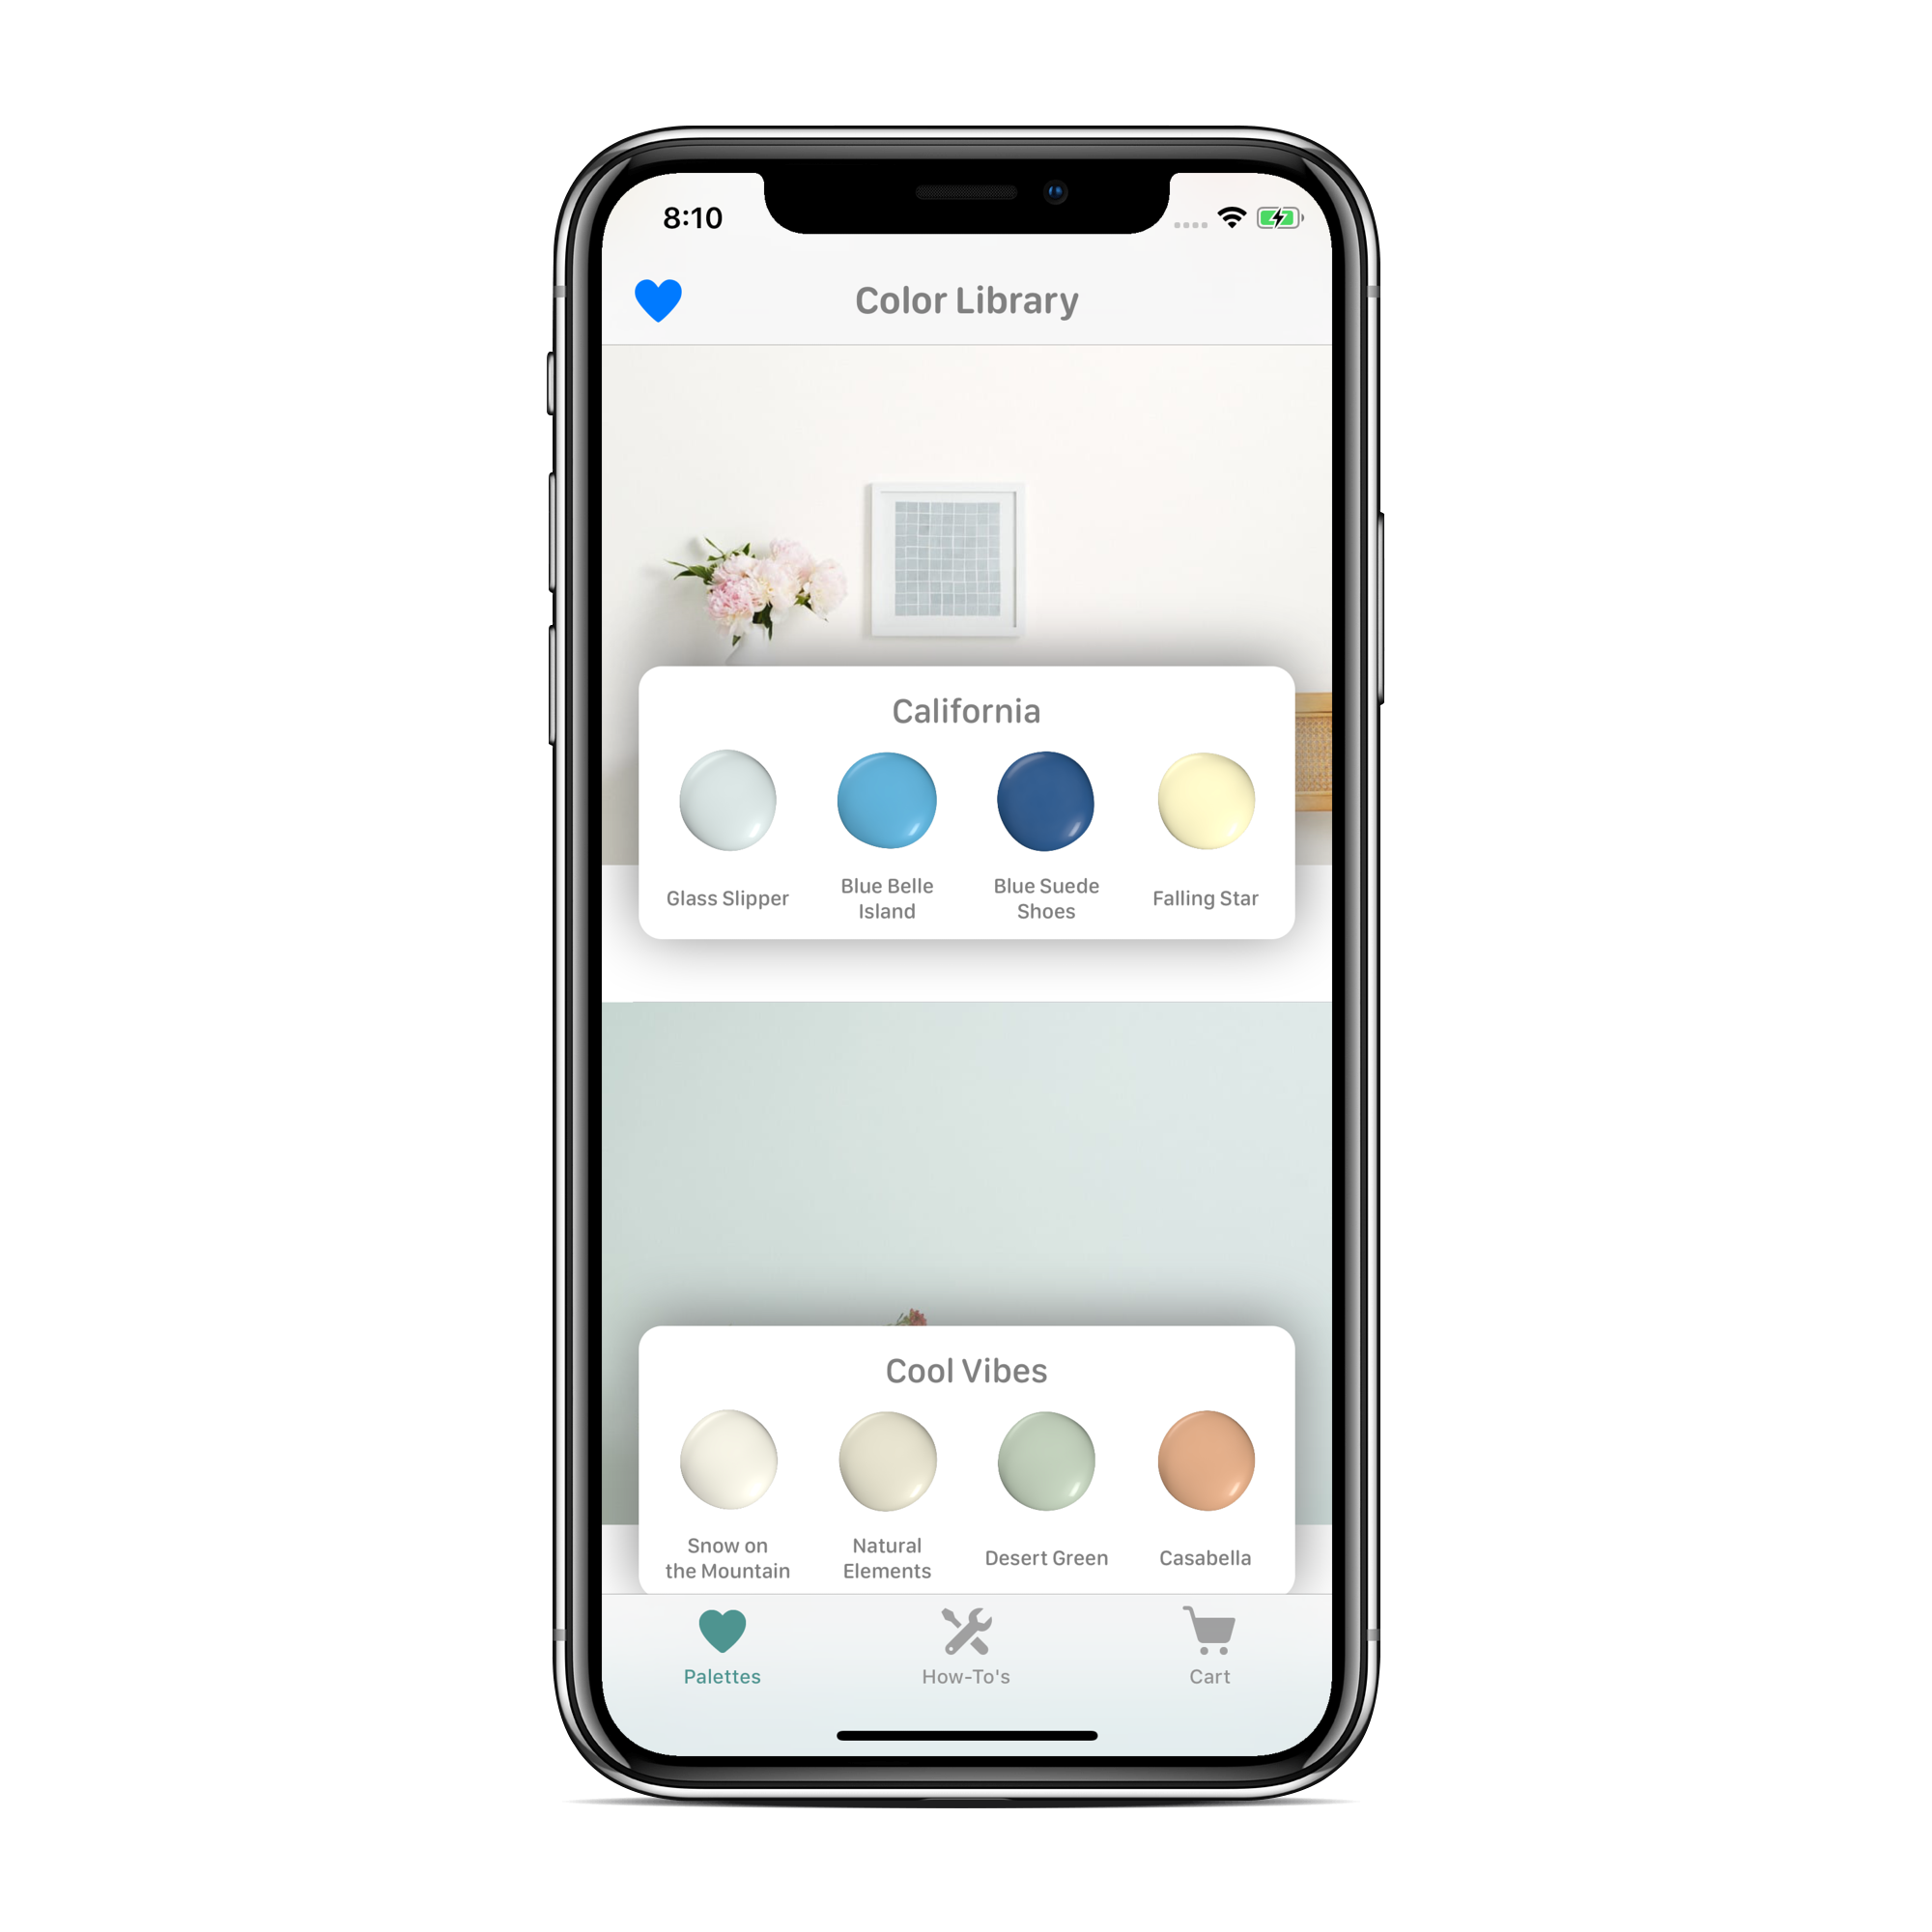 8:10
Color Library
California
Glass Slipper
Blue Belle
Island
Blue Suede
Shoes
Falling Star
Cool Vibes
Snow on
the Mountain
Natural
Elements
Desert Green
Casabella
Palettes
How-To's
Cart